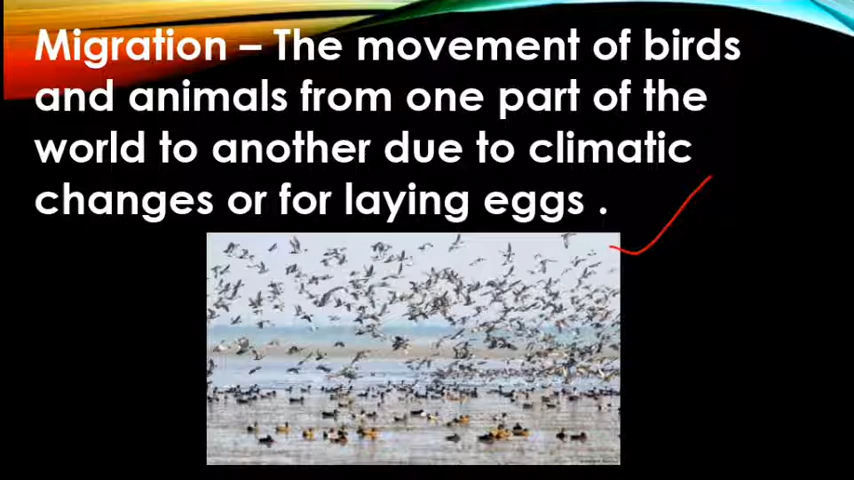 Migration – The movement of birds
and animals from one part of the
world to another due to climatic
changes or for laying eggs .